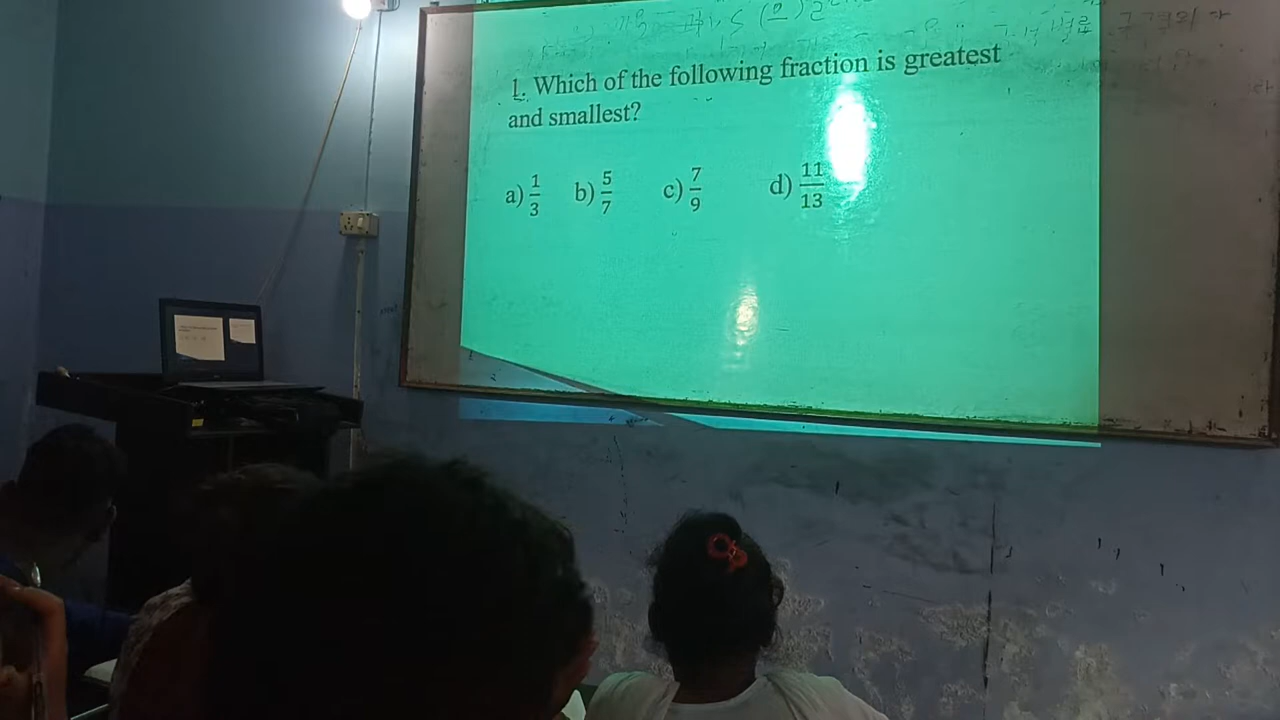 1. Which of the following fraction is greatest
and smallest?
a) 1/3 b) 5/7 c) 7/9 d) 11/13